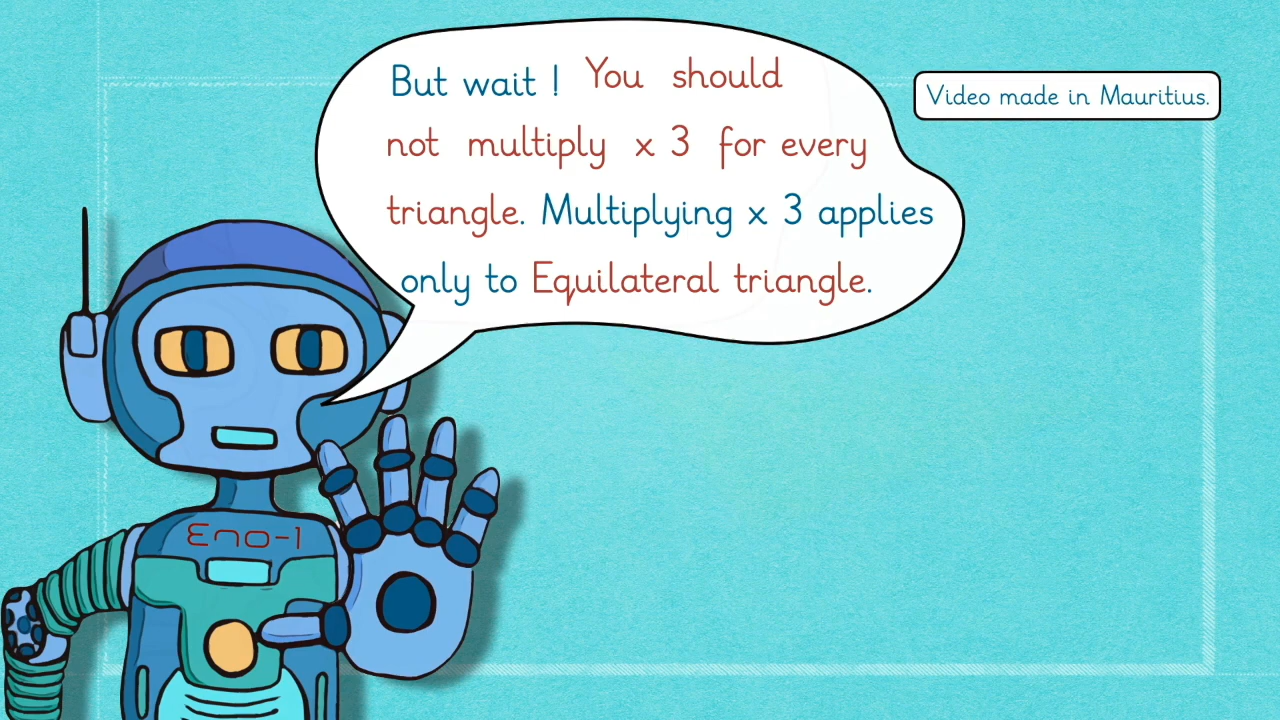 But wait ! You should
not multiply x 3 for every
triangle. Multiplying x 3 applies
only to Equilateral triangle.
Video made in Mauritius.
Eno-1